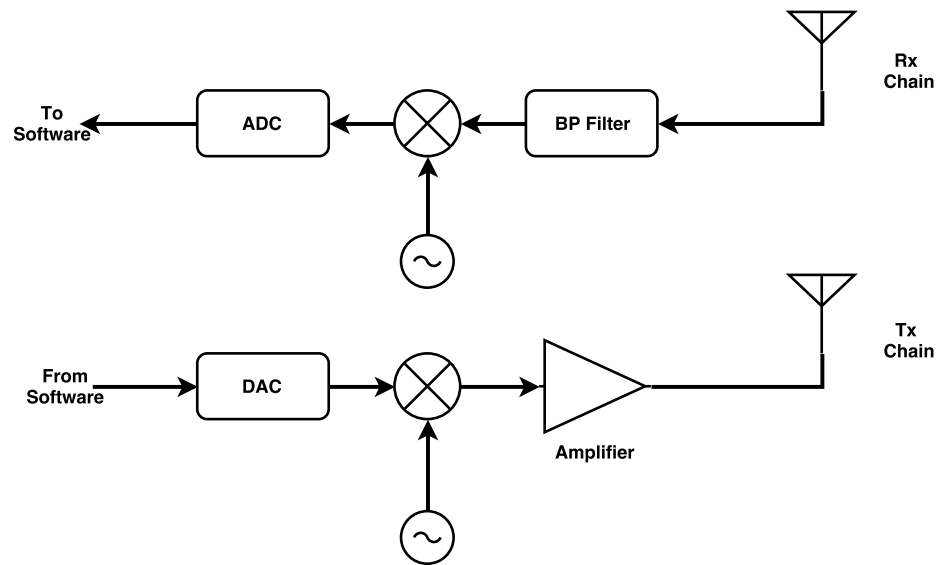 Rx
Chain
To
Software
ADC
BP Filter
Tx
Chain
From
Software
DAC
Amplifier